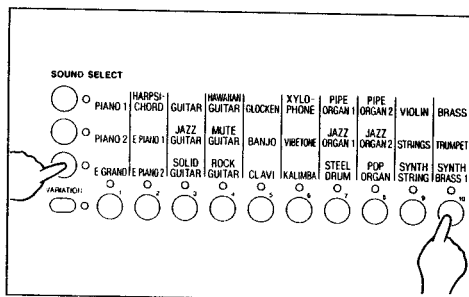 SOUND SELECT
PIANO 1 HARPSI-CHORD GUITAR HAWAIIAN GUITAR GLOCKEN XYLO-PHONE PIPE ORGAN 1 PIPE ORGAN 2 VIOLIN BRASS
PIANO 2 E PIANO 1 JAZZ GUITAR MUTE GUITAR BANJO VIBETONE JAZZ ORGAN 1 JAZZ ORGAN 2 STRINGS TRUMPET
E GRAND E PIANO 2 SOLID GUITAR ROCK GUITAR CLAVI KALIMBA STEEL DRUM POP ORGAN SYNTH STRING SYNTH BRASS 1
VARIATION
1 2 3 4 5 6 7 8 9 10